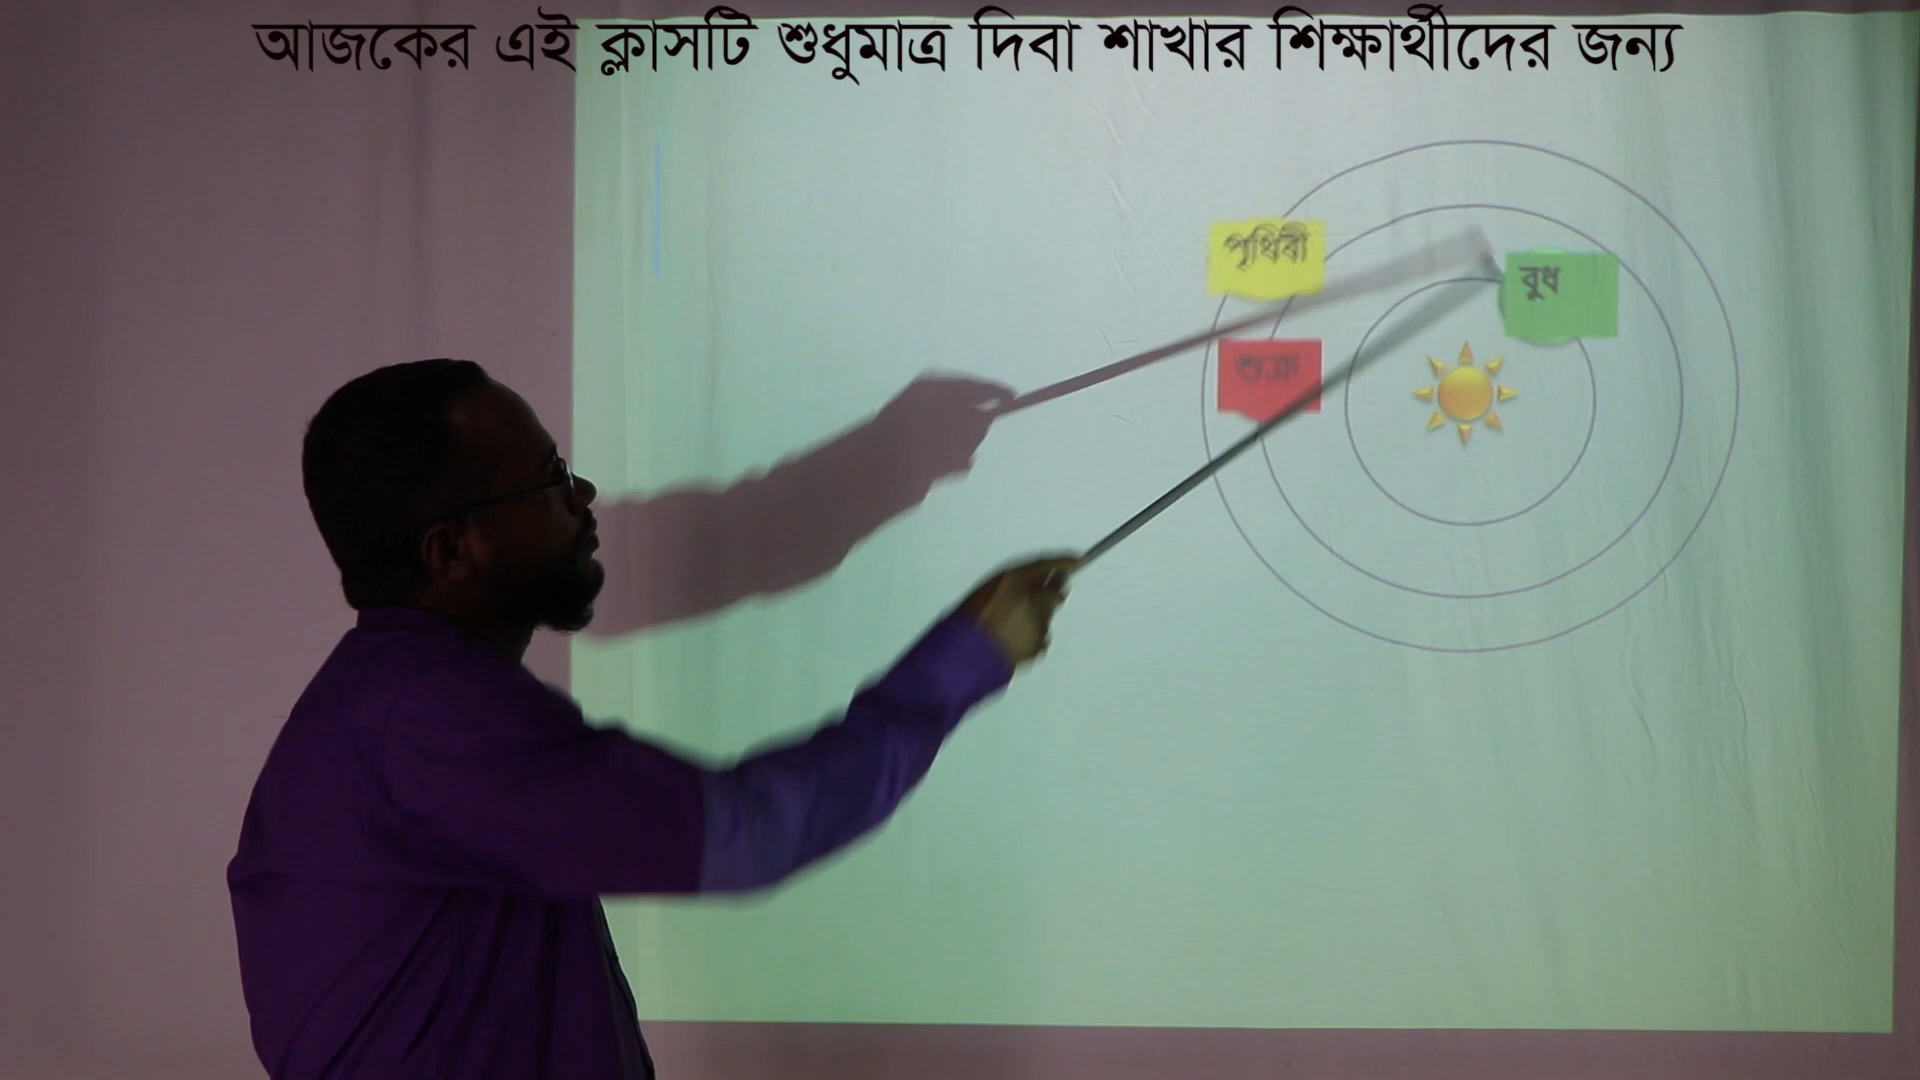 আজকের এই ক্লাসটি শুধুমাত্র দিবা শাখার শিক্ষার্থীদের জন্য
পৃথিবী
বুধ
শুক্র